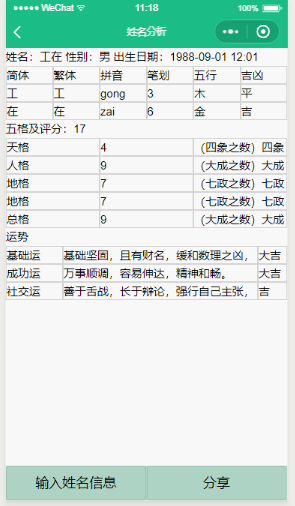 WeChat 11:18 100%
姓名分析
姓名：工在 性别：男 出生日期：1988-09-01 12:01
简体 繁体 拼音 笔划 五行 吉凶
工 工 gong 3 木 平
在 在 zai 6 金 吉
五格及评分：17
天格 4 (四象之数) 四象
人格 9 (大成之数) 大成
地格 7 (七政之数) 七政
地格 7 (七政之数) 七政
总格 9 (大成之数) 大成
运势
基础运 基础坚固，且有财名，缓和数理之凶， 大吉
成功运 万事顺调，容易伸达，精神和畅。 大吉
社交运 善于舌战，长于辩论，强行自己主张， 吉
输入姓名信息 分享